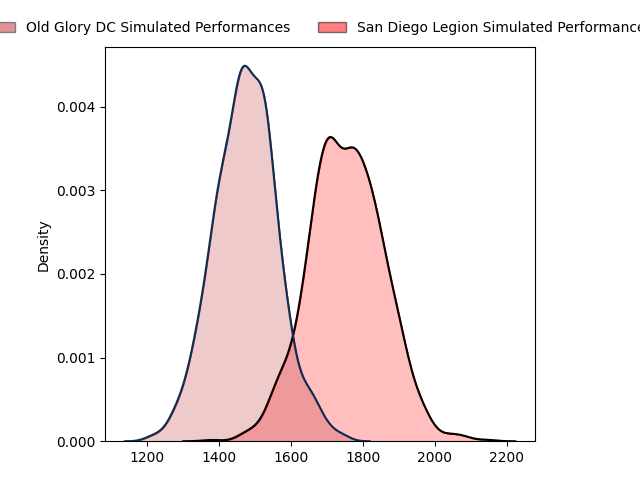 Old Glory DC Simulated Performances
San Diego Legion Simulated Performance
Density
0.004
0.003
0.002
0.001
0.000
1200 1400 1600 1800 2000 2200